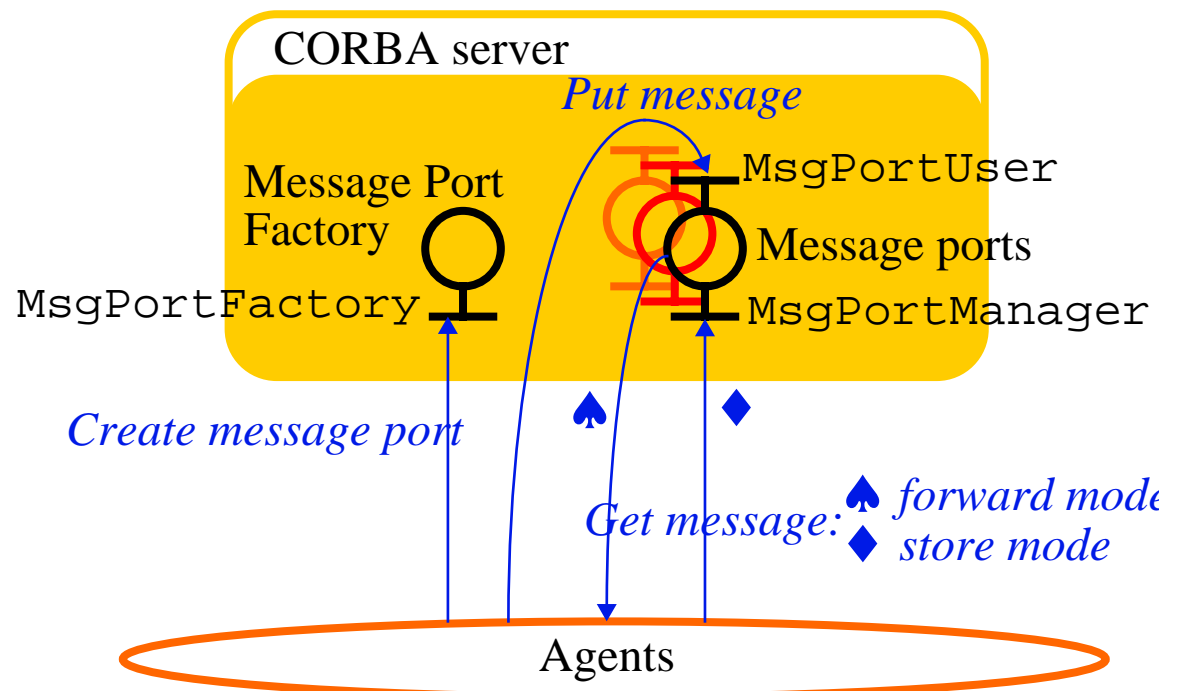 CORBA server
Put message
MsgPortUser
Message Port
Factory
Message ports
MsgPortFactory
MsgPortManager
Create message port
♠
♦
Get message: ♠ forward mode
♦ store mode
Agents